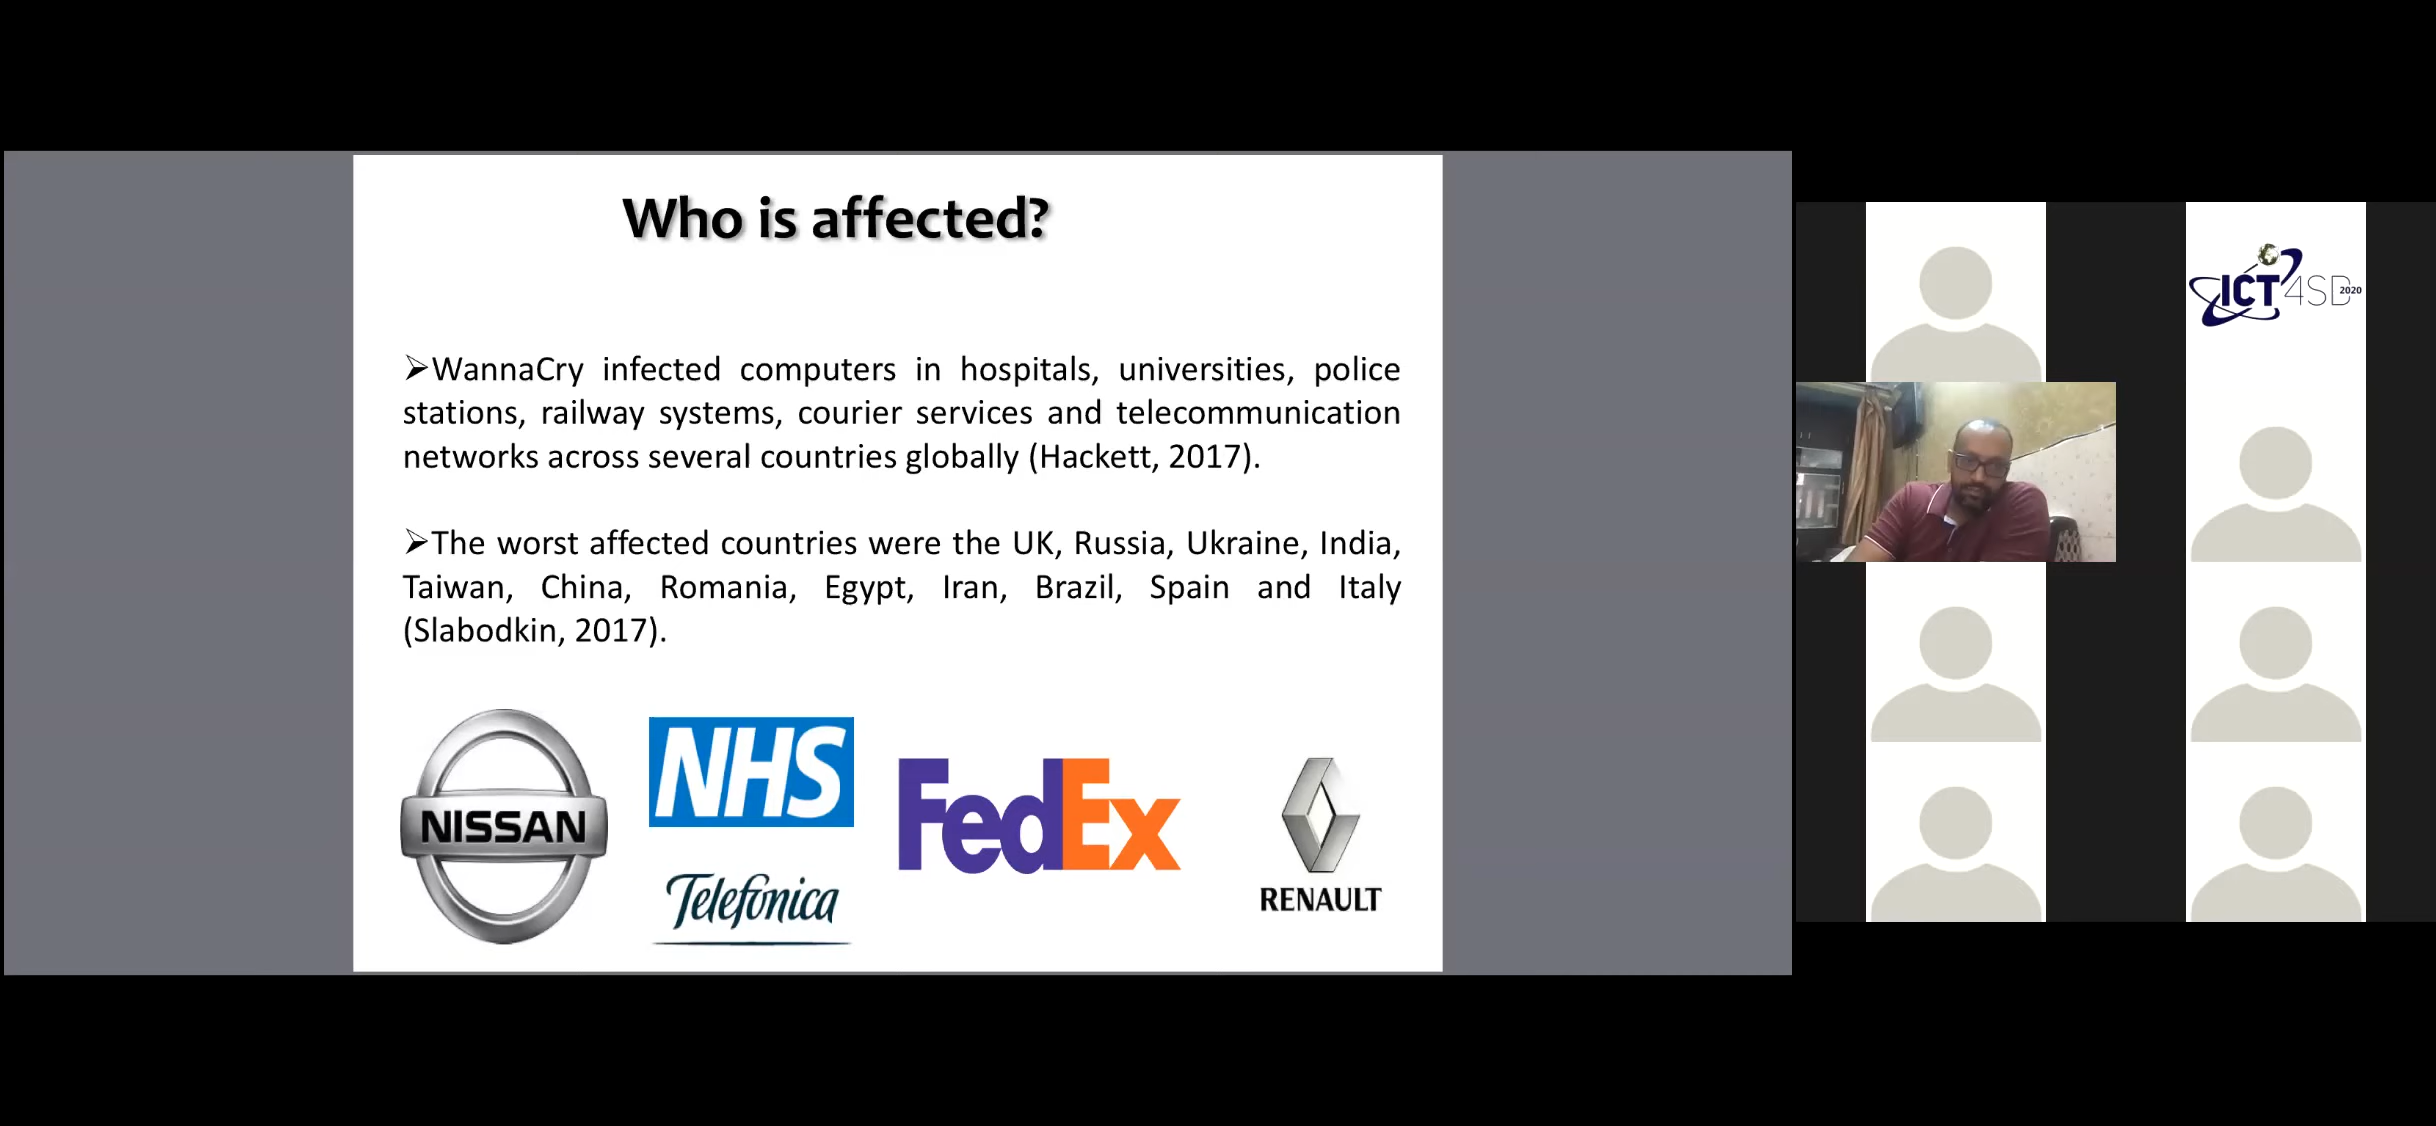 Who is affected?
➢WannaCry infected computers in hospitals, universities, police
stations, railway systems, courier services and telecommunication
networks across several countries globally (Hackett, 2017).
➢The worst affected countries were the UK, Russia, Ukraine, India,
Taiwan, China, Romania, Egypt, Iran, Brazil, Spain and Italy
(Slabodkin, 2017).
NISSAN
NHS
Telefónica
FedEx
RENAULT
ICT4SD 2020